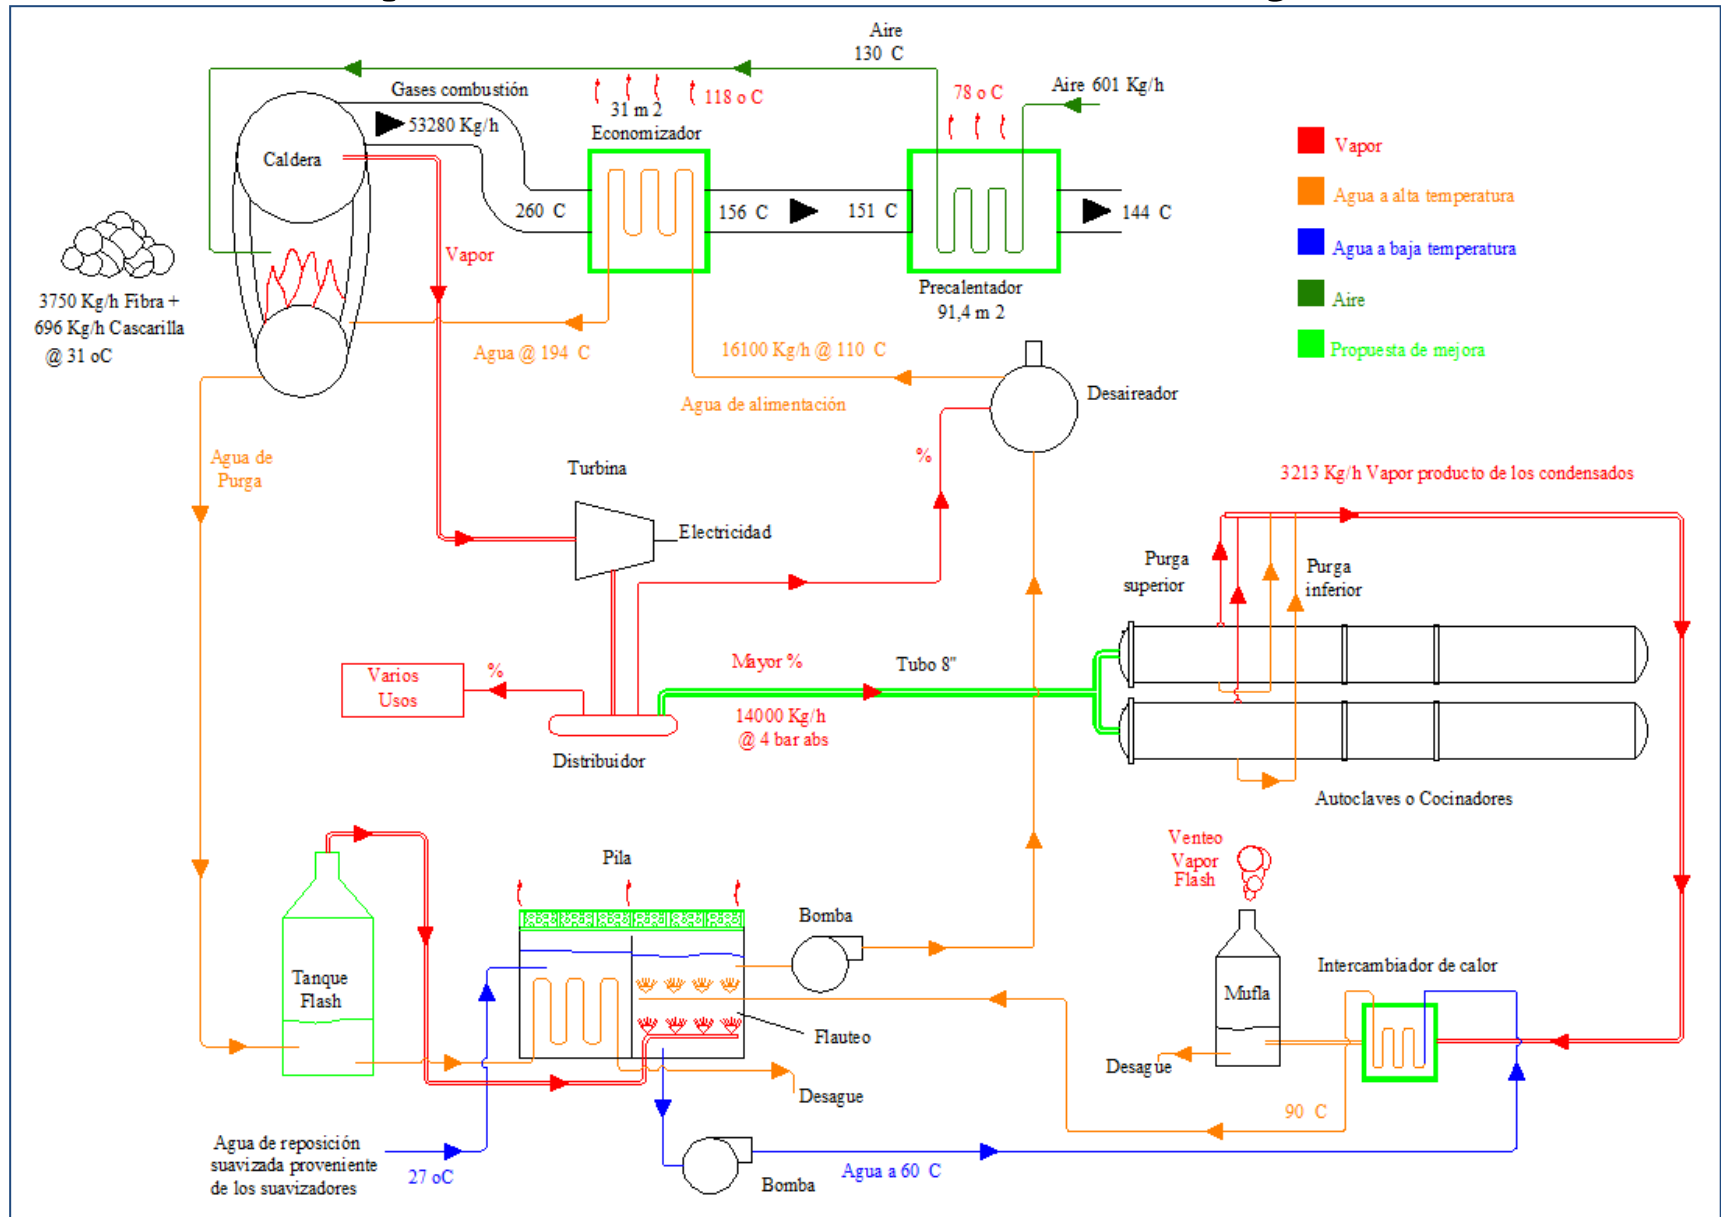 Aire
130 C
Gases combustión
53280 Kg/h
118 o C
31 m 2
Economizador
78 o C
Aire 601 Kg/h
Caldera
260 C
156 C
151 C
144 C
Vapor
Agua a alta temperatura
Agua a baja temperatura
Aire
Propuesta de mejora
Vapor
3750 Kg/h Fibra +
696 Kg/h Cascarilla
@ 31 oC
Precalentador
91,4 m 2
Agua @ 194 C
16100 Kg/h @ 110 C
Agua de alimentación
Desaireador
Agua de
Purga
Turbina
Electricidad
%
3213 Kg/h Vapor producto de los condensados
Purga
superior
Purga
inferior
Varios
Usos
%
Mayor %
Tubo 8"
14000 Kg/h
@ 4 bar abs
Distribuidor
Autoclaves o Cocinadores
Venteo
Vapor
Flash
Pila
Bomba
Tanque
Flash
Flauteo
Intercambiador de calor
Mufla
Desague
Desague
90 C
Agua de reposición
suavizada proveniente
de los suavizadores
27 oC
Bomba
Agua a 60 C